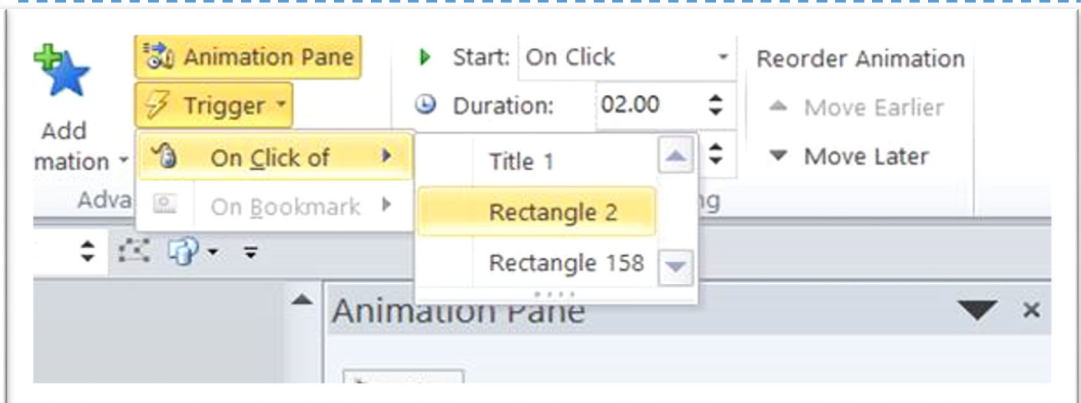 Animation Pane
Start: On Click
Reorder Animation
Trigger
Duration: 02.00
Move Earlier
Add
mation
On Click of
Title 1
Move Later
Adva
On Bookmark
Rectangle 2
ng
Rectangle 158
Animation Pane